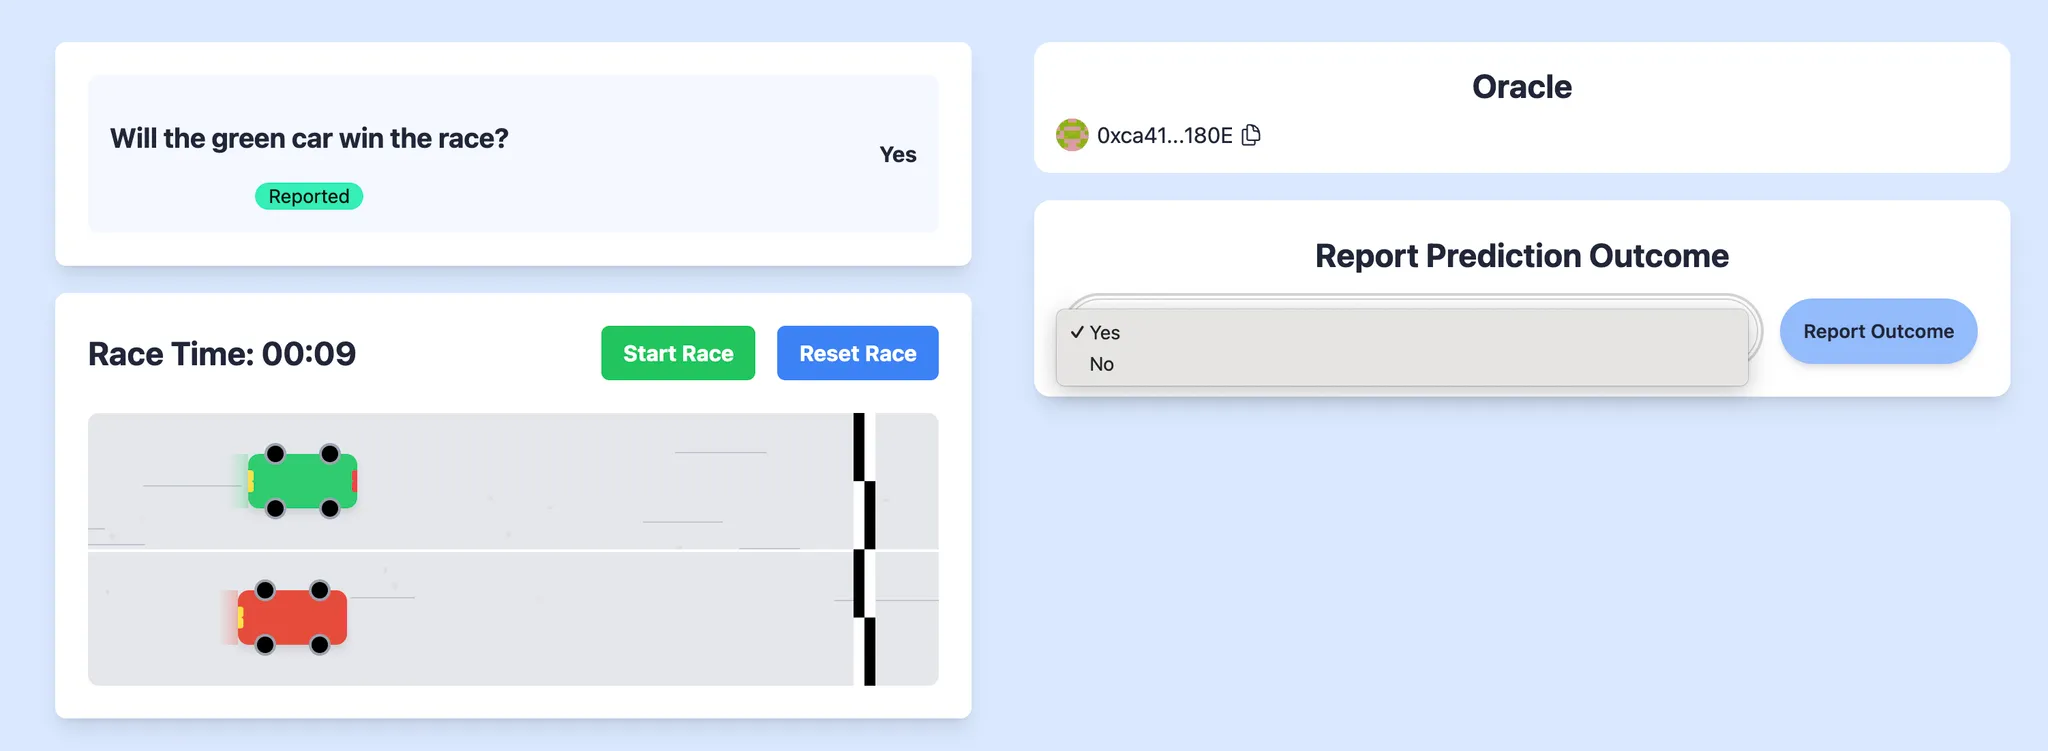 Will the green car win the race?
Yes
Reported
Race Time: 00:09
Start Race
Reset Race
Oracle
0xca41...180E
Report Prediction Outcome
✓ Yes
No
Report Outcome